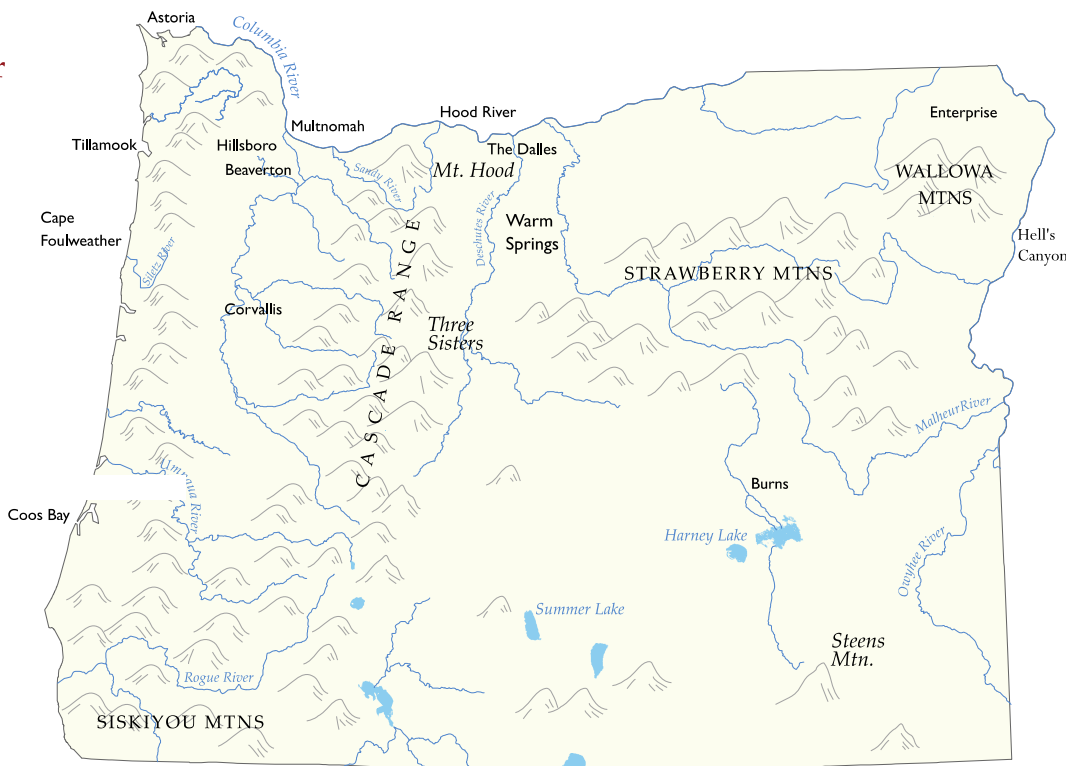 Astoria
Columbia River
r
Hood River
Multnomah
Enterprise
Tillamook
Hillsboro
The Dalles
Beaverton
Sandy River
Mt. Hood
WALLOWA
MTNS
Cape
Foulweather
Deschutes River
Warm
Springs
Hell's
Canyon
Siletz River
STRAWBERRY MTNS
CASCADE RANGE
Corvallis
Three
Sisters
Malheur River
Umpqua River
Burns
Coos Bay
Harney Lake
Owyhee River
Summer Lake
Steens
Mtn.
Rogue River
SISKIYOU MTNS